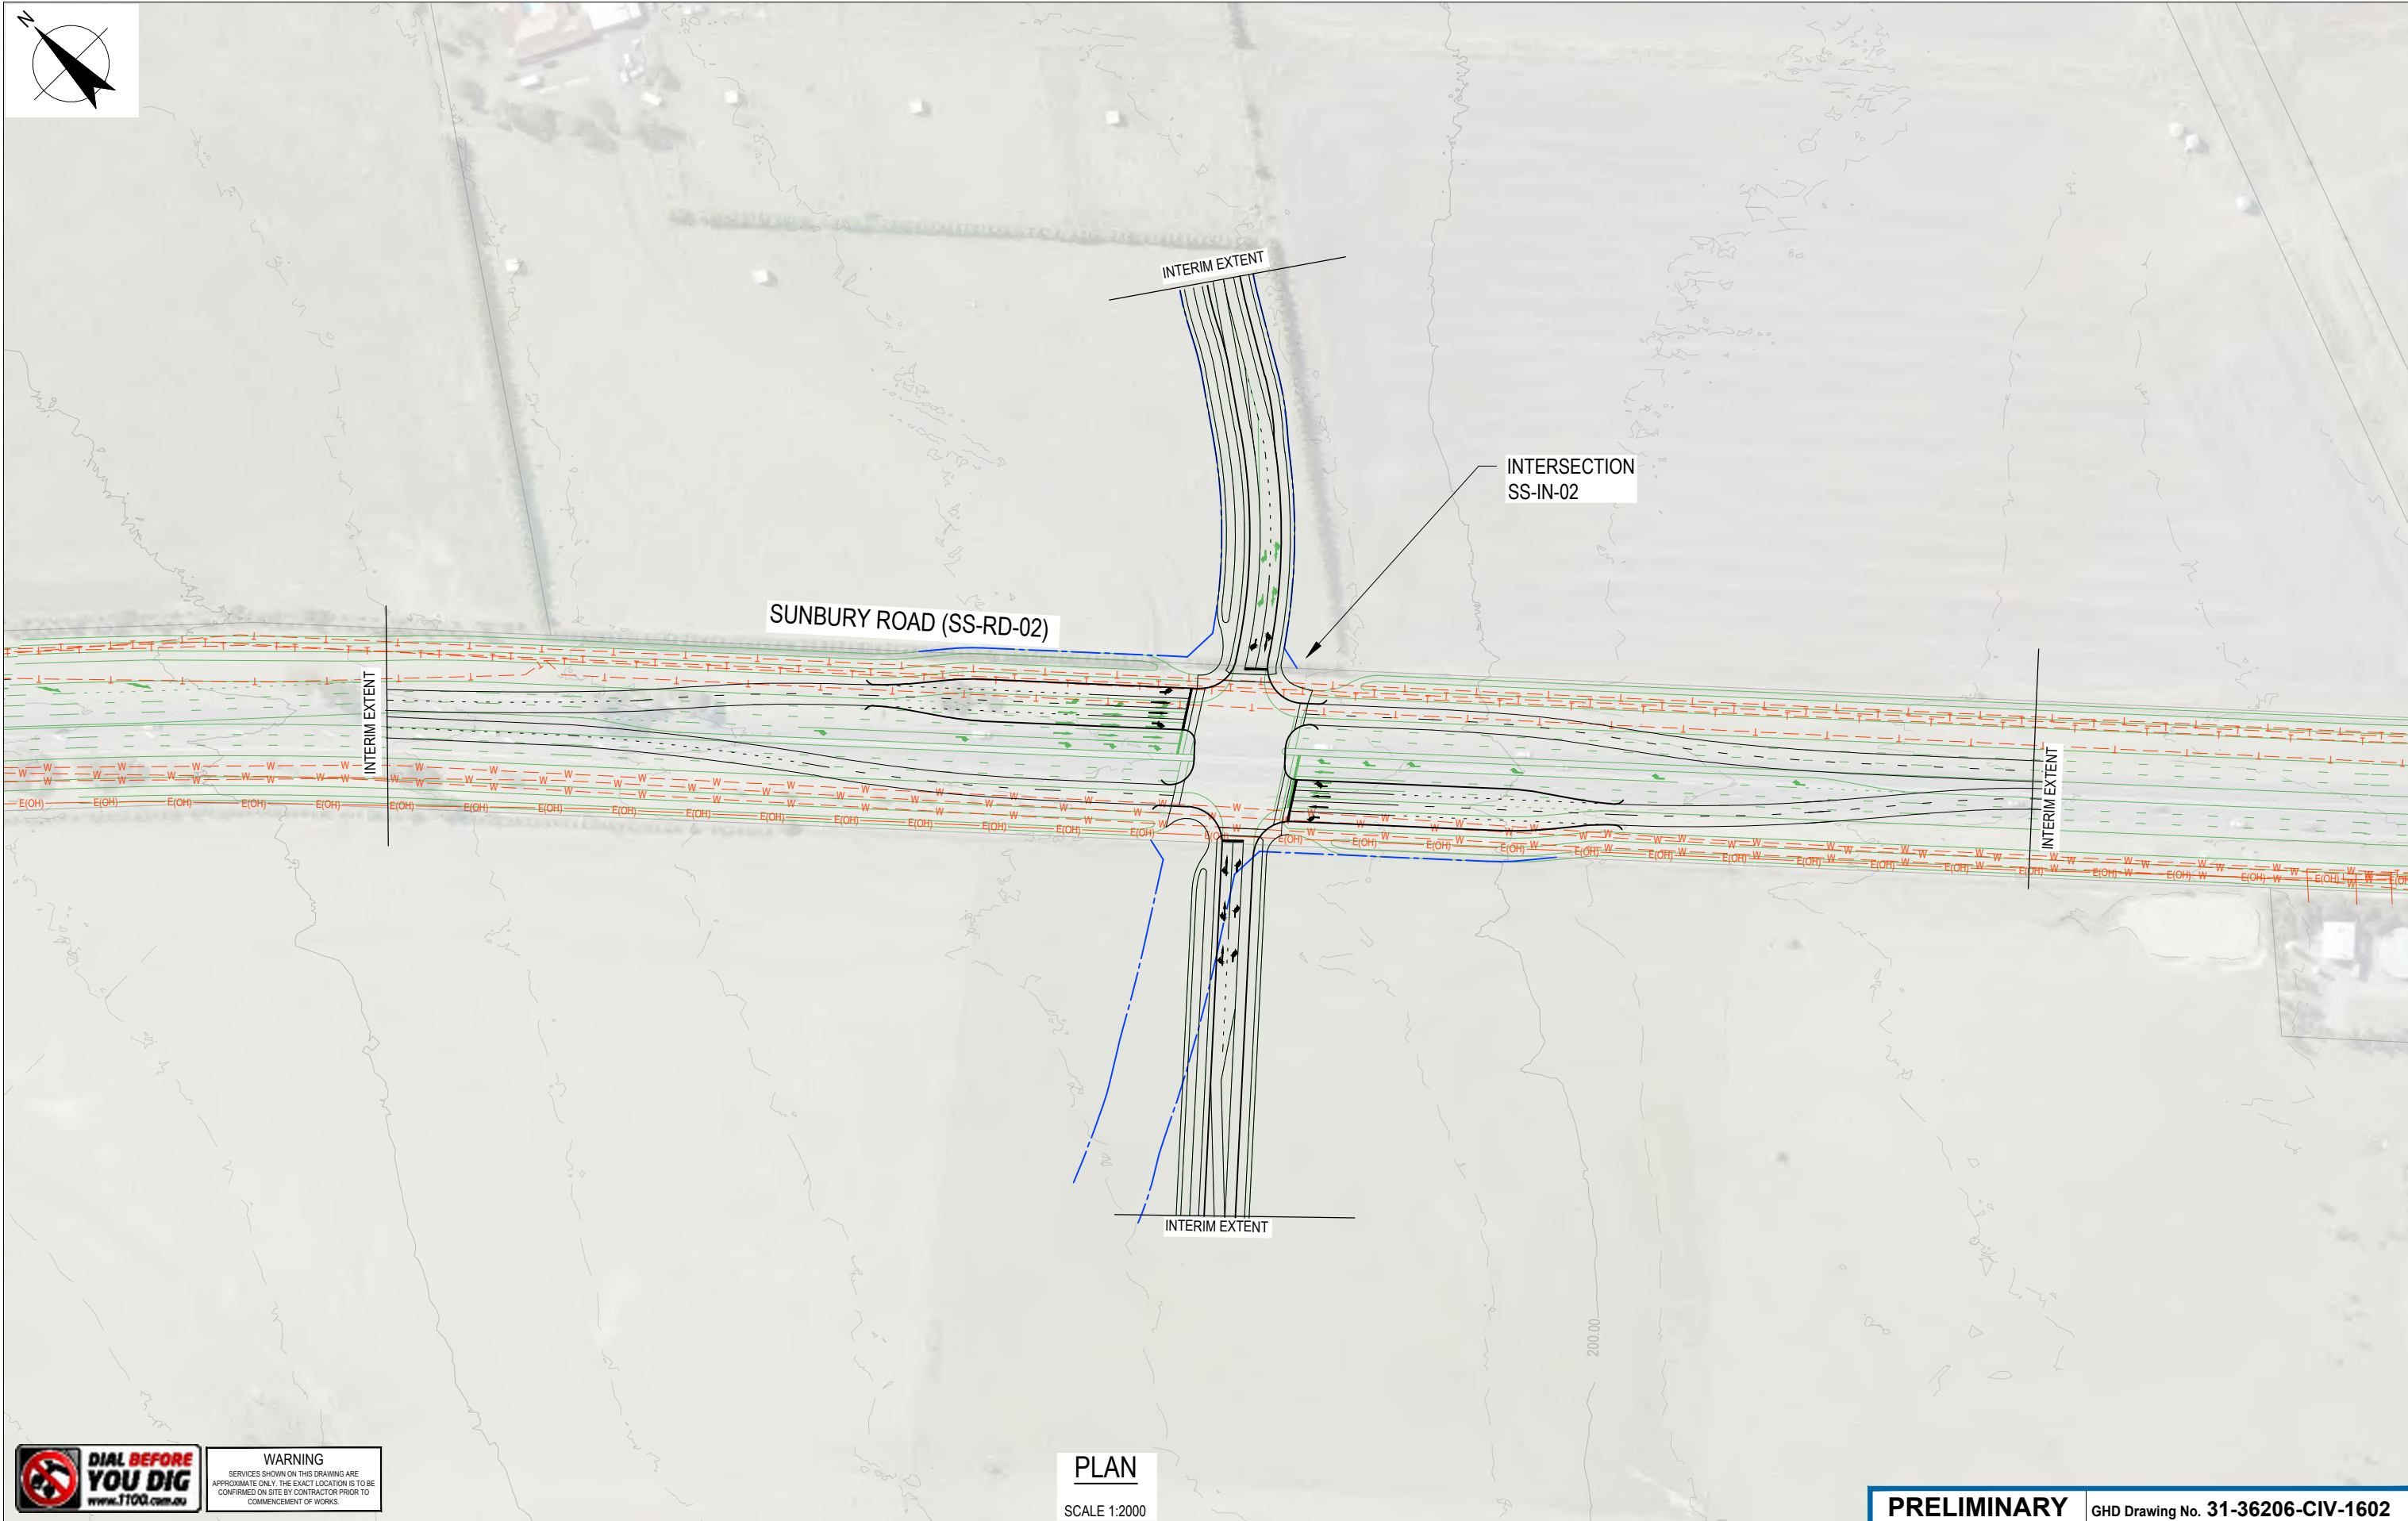 N
INTERIM EXTENT
INTERSECTION
SS-IN-02
SUNBURY ROAD (SS-RD-02)
INTERIM EXTENT
INTERIM EXTENT
INTERIM EXTENT
200.00
DIAL BEFORE
YOU DIG
www.1100.com.au
WARNING
SERVICES SHOWN ON THIS DRAWING ARE
APPROXIMATE ONLY. THE EXACT LOCATION IS TO BE
CONFIRMED ON SITE BY CONTRACTOR PRIOR TO
COMMENCEMENT OF WORKS.
PLAN
SCALE 1:2000
PRELIMINARY
GHD Drawing No. 31-36206-CIV-1602